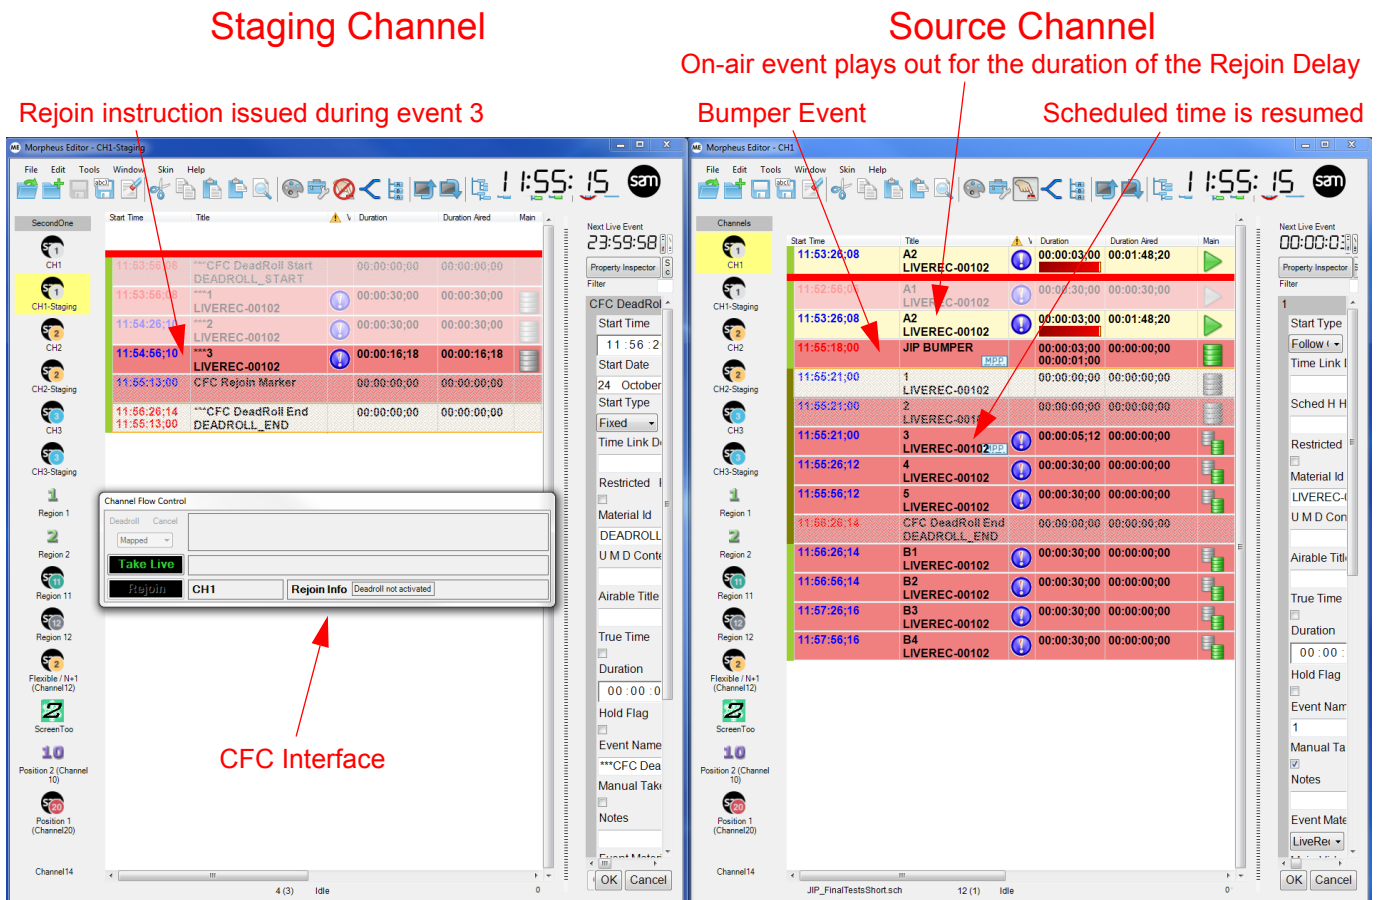 Staging Channel
Source Channel
On-air event plays out for the duration of the Rejoin Delay
Rejoin instruction issued during event 3
Bumper Event
Scheduled time is resumed
Morpheus Editor - CH1-Staging
File Edit Tools Window Skin Help
11:55:15 sam
SecondOne
Start Time Title Duration Duration Aired Main
CH1
11:53:56;08 ***CFC DeadRoll Start 00:00:00;00 00:00:00;00
DEADROLL_START
CH1-Staging
11:53:56;08 ***1 00:00:30;00 00:00:00;00
LIVEREC-00102
CH2
11:54:26;10 ***2 00:00:30;00 00:00:00;00
LIVEREC-00102
CH2-Staging
11:54:56;10 ***3 00:00:16;18 00:00:16;18
LIVEREC-00102
11:55:13;00 CFC Rejoin Marker 00:00:00;00 00:00:00;00
CH3
11:56:26;14 ***CFC DeadRoll End 00:00:00;00 00:00:00;00
11:55:13;00 DEADROLL_END
CH3-Staging
Region 1
Region 2
Region 11
Region 12
Flexible / N+1
(Channel12)
ScreenToo
Position 2 (Channel
10)
Position 1
(Channel20)
Channel14
Channel Flow Control
Deadroll Cancel
Mapped
Take Live
Rejoin CH1 Rejoin Info Deadroll not activated
CFC Interface
4 (3) Idle 0
Next Live Event
23:59:58
Property Inspector
Filter
CFC DeadRol
Start Time
11 :56 :2
Start Date
24 October
Start Type
Fixed
Time Link D
Restricted
Material Id
DEADROLL
U M D Conte
Airable Title
True Time
Duration
00 :00 :0
Hold Flag
Event Name
***CFC Dea
Manual Take
Notes
OK Cancel
Morpheus Editor - CH1
File Edit Tools Window Skin Help
11:55:15 sam
Channels
Start Time Title Duration Duration Aired Main
CH1
11:53:26;08 A2 00:00:03;00 00:01:48;20
LIVEREC-00102
CH1-Staging
11:52:56;06 A1 00:00:30;00 00:00:30;00
LIVEREC-00102
CH2
11:53:26;08 A2 00:00:03;00 00:01:48;20
LIVEREC-00102
11:55:18;00 JIP BUMPER 00:00:03;00 00:00:00;00
MPP 00:00:01;00
CH2-Staging
11:55:21;00 1 00:00:00;00 00:00:00;00
LIVEREC-00102
CH3
11:55:21;00 2 00:00:00;00 00:00:00;00
LIVEREC-00102
CH3-Staging
11:55:21;00 3 00:00:05;12 00:00:00;00
LIVEREC-00102 MPP
11:55:26;12 4 00:00:30;00 00:00:00;00
LIVEREC-00102
Region 1
11:55:56;12 5 00:00:30;00 00:00:00;00
LIVEREC-00102
11:56:26;14 CFC DeadRoll End 00:00:00;00 00:00:00;00
DEADROLL_END
Region 2
11:56:26;14 B1 00:00:30;00 00:00:00;00
LIVEREC-00102
Region 11
11:56:56;14 B2 00:00:30;00 00:00:00;00
LIVEREC-00102
11:57:26;16 B3 00:00:30;00 00:00:00;00
LIVEREC-00102
Region 12
11:57:56;16 B4 00:00:30;00 00:00:00;00
LIVEREC-00102
Flexible / N+1
(Channel12)
ScreenToo
Position 2 (Channel
10)
Position 1
(Channel20)
Channel14
JIP_FinalTestsShort.sch 12 (1) Idle 0
Next Live Event
Property Inspector
Filter
1
Start Type
Follow
Time Link
Sched H H
Restricted
Material Id
LIVEREC-
U M D Con
Airable Title
True Time
Duration
00 :00 :
Hold Flag
Event Nam
1
Manual Ta
Notes
Event Mate
LiveRec
OK Cancel